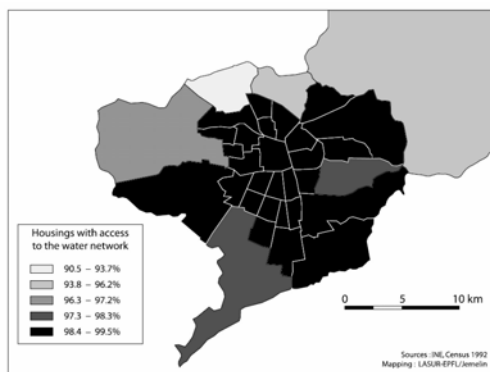 Housings with access
to the water network
90.5 – 93.7%
93.8 – 96.2%
96.3 – 97.2%
97.3 – 98.3%
98.4 – 99.5%
0 5 10 km
Sources : INE, Census 1992
Mapping : LASUR-EPFL/Jemelin